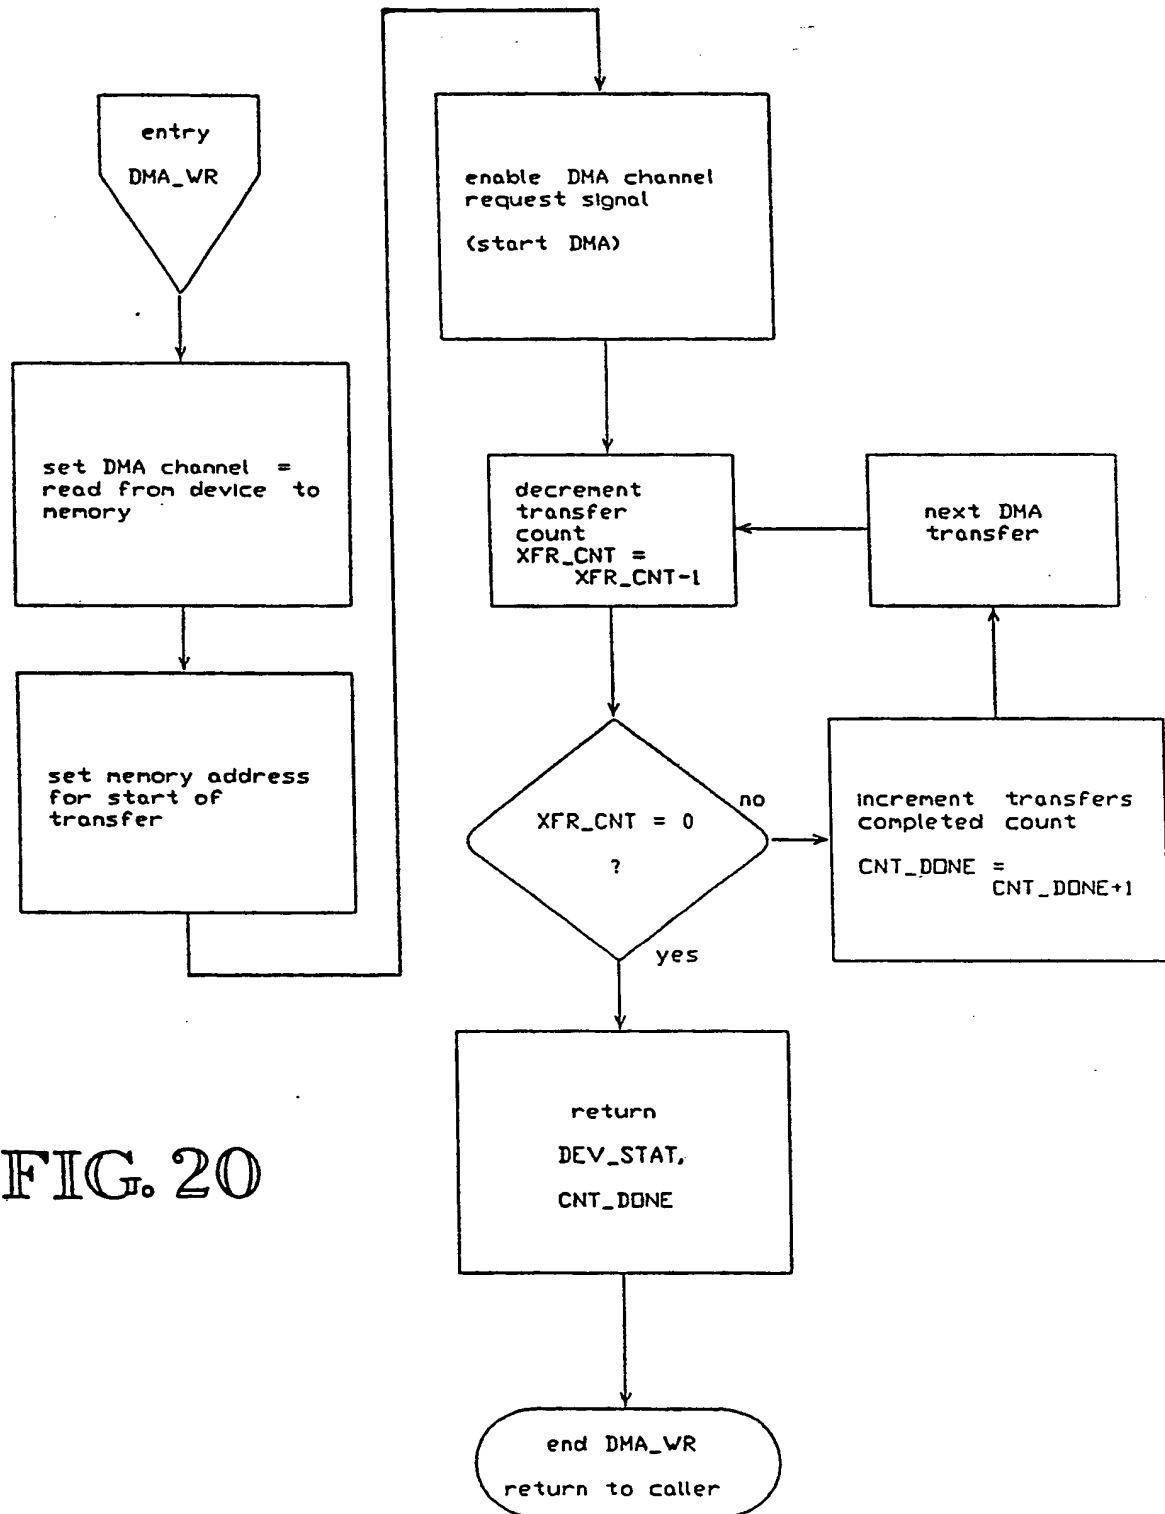 entry
DMA_WR
set DMA channel =
read from device to
memory
set memory address
for start of
transfer
enable DMA channel
request signal
(start DMA)
decrement
transfer
count
XFR_CNT =
XFR_CNT-1
next DMA
transfer
XFR_CNT = 0
?
no
yes
increment transfers
completed count
CNT_DONE =
CNT_DONE+1
return
DEV_STAT,
CNT_DONE
end DMA_WR
return to caller
FIG. 20